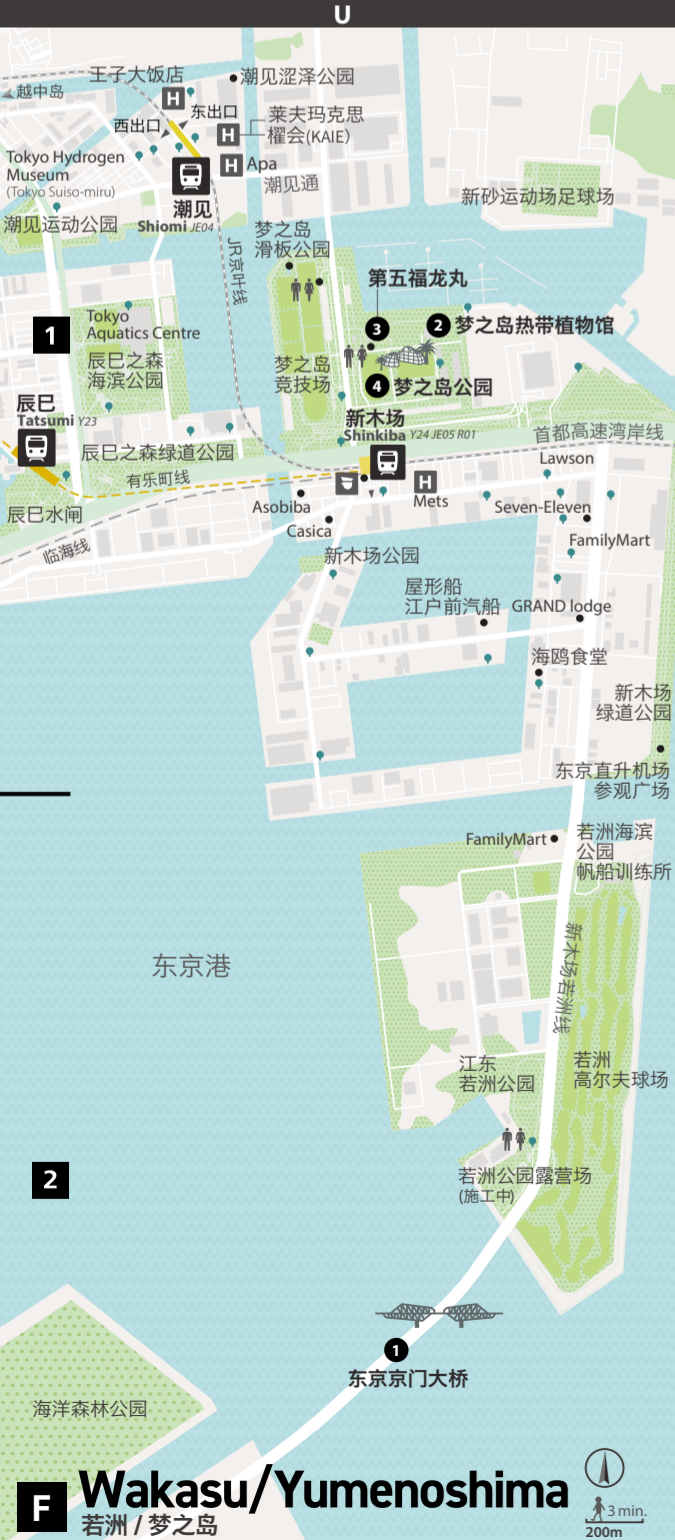 U
王子大饭店
潮见涩泽公园
越中岛
H
东出口
西出口
莱夫玛克思
H
櫂会(KAIE)
Tokyo Hydrogen
Museum
(Tokyo Suiso-miru)
H
Apa
潮见通
潮见
Shiomi JE04
新砂运动场足球场
潮见运动公园
JR京叶线
梦之岛
滑板公园
第五福龙丸
1
Tokyo
Aquatics Centre
3
2
梦之岛热带植物馆
辰巳之森
海滨公园
梦之岛
竞技场
4
梦之岛公园
辰巳
Tatsumi Y23
新木场
Shinkiba Y24 JE05 R01
首都高速湾岸线
辰巳之森绿道公园
Lawson
有乐町线
H
Mets
Asobiba
Seven-Eleven
辰巳水闸
Casica
临海线
FamilyMart
新木场公园
屋形船
江户前汽船
GRAND lodge
海鸥食堂
新木场
绿道公园
东京直升机场
参观广场
FamilyMart
若洲海滨
公园
帆船训练所
新木场若洲线
东京港
江东
若洲公园
若洲
高尔夫球场
2
若洲公园露营场
(施工中)
1
东京京门大桥
海洋森林公园
F
Wakasu/Yumenoshima
若洲 / 梦之岛
3 min.
200m